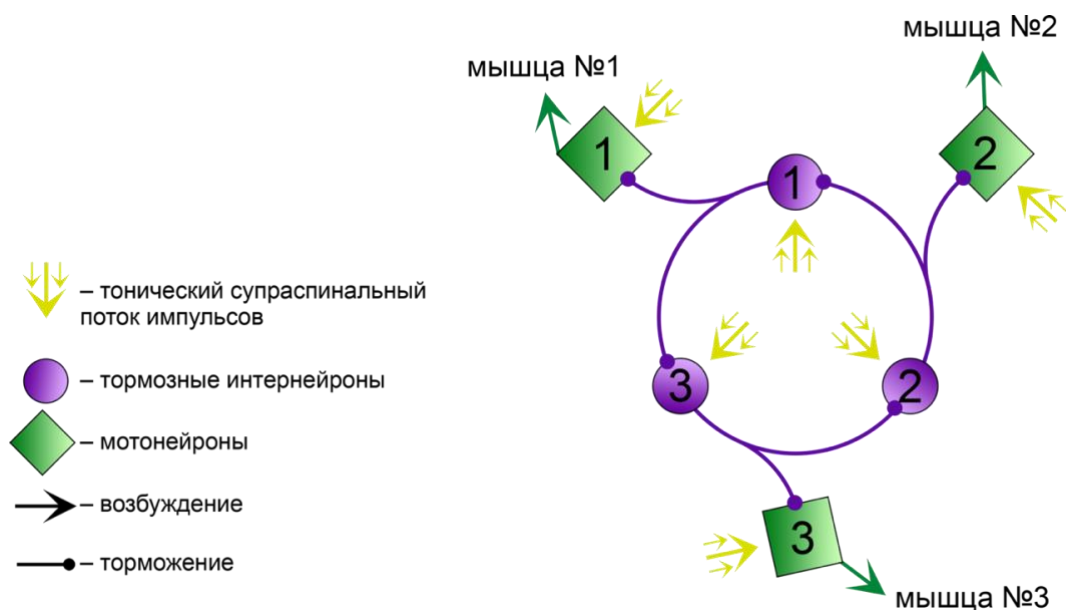 мышца №2
мышца №1
1
2
1
– тонический супраспинальный
поток импульсов
– тормозные интернейроны
3
2
– мотонейроны
– возбуждение
3
– торможение
мышца №3